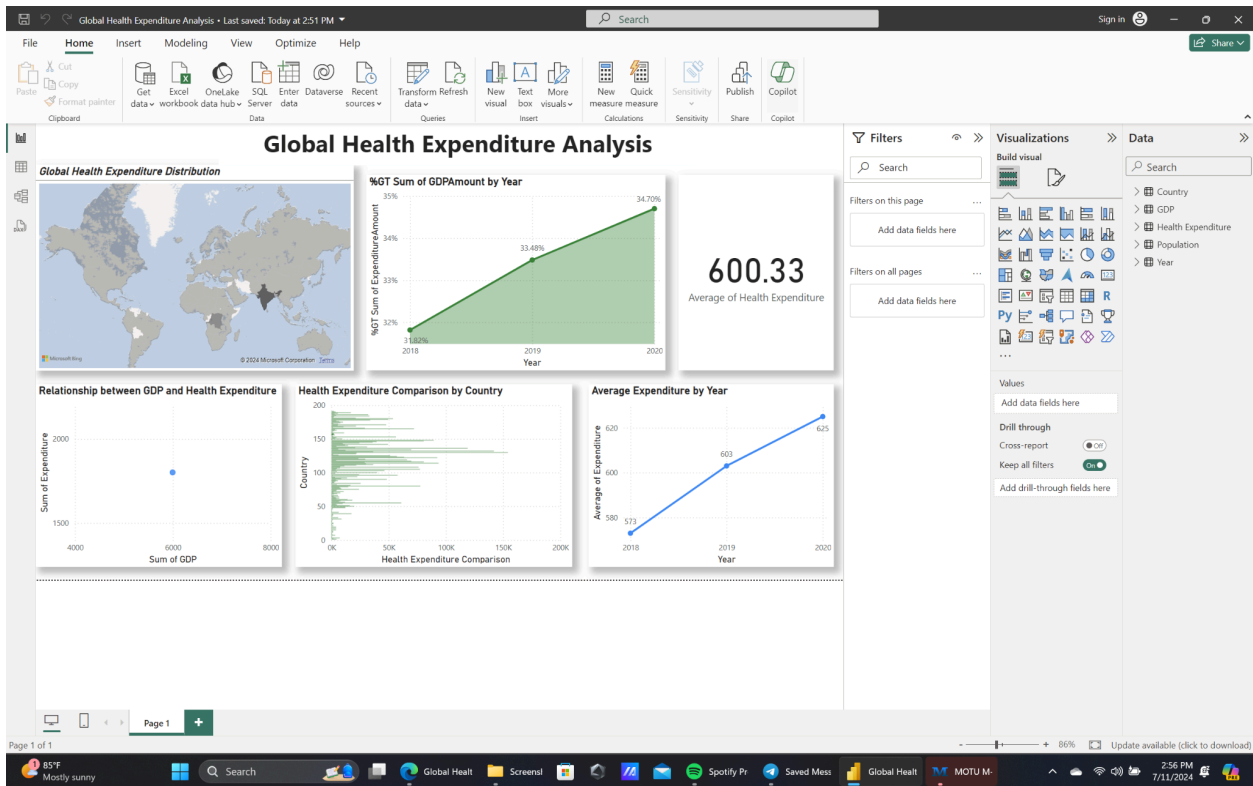 Global Health Expenditure Analysis • Last saved: Today at 2:51 PM
Search
Sign in
File Home Insert Modeling View Optimize Help
Share
Paste
Cut
Copy
Format painter
Get data
Excel workbook
OneLake data hub
SQL Server
Enter data
Dataverse
Recent sources
Transform data
Refresh
New visual
Text box
More visuals
New measure
Quick measure
Sensitivity
Publish
Copilot
Clipboard
Data
Queries
Insert
Calculations
Sensitivity
Share
Copilot
Global Health Expenditure Analysis
Global Health Expenditure Distribution
Microsoft Bing
© 2024 Microsoft Corporation Terms
%GT Sum of GDPAmount by Year
%GT Sum of ExpenditureAmount
35%
34%
33%
32%
31.82%
33.48%
34.70%
2018 2019 2020
Year
600.33
Average of Health Expenditure
Relationship between GDP and Health Expenditure
Sum of Expenditure
2000
1500
4000 6000 8000
Sum of GDP
Health Expenditure Comparison by Country
Country
200
150
100
50
0
0K 50K 100K 150K 200K
Health Expenditure Comparison
Average Expenditure by Year
Average of Expenditure
620
600
580
573
603
625
2018 2019 2020
Year
Filters
Search
Filters on this page
...
Add data fields here
Filters on all pages
...
Add data fields here
Visualizations
Build visual
123
R
Py
...
Values
Add data fields here
Drill through
Cross-report
Off
Keep all filters
On
Add drill-through fields here
Data
Search
Country
GDP
Health Expenditure
Population
Year
Page 1
Page 1 of 1
- + 86%
Update available (click to download)
1
85°F
Mostly sunny
Search
Global Healt
Screensl
Spotify Pr
Saved Mess
Global Healt
MOTU M-
2:56 PM
7/11/2024